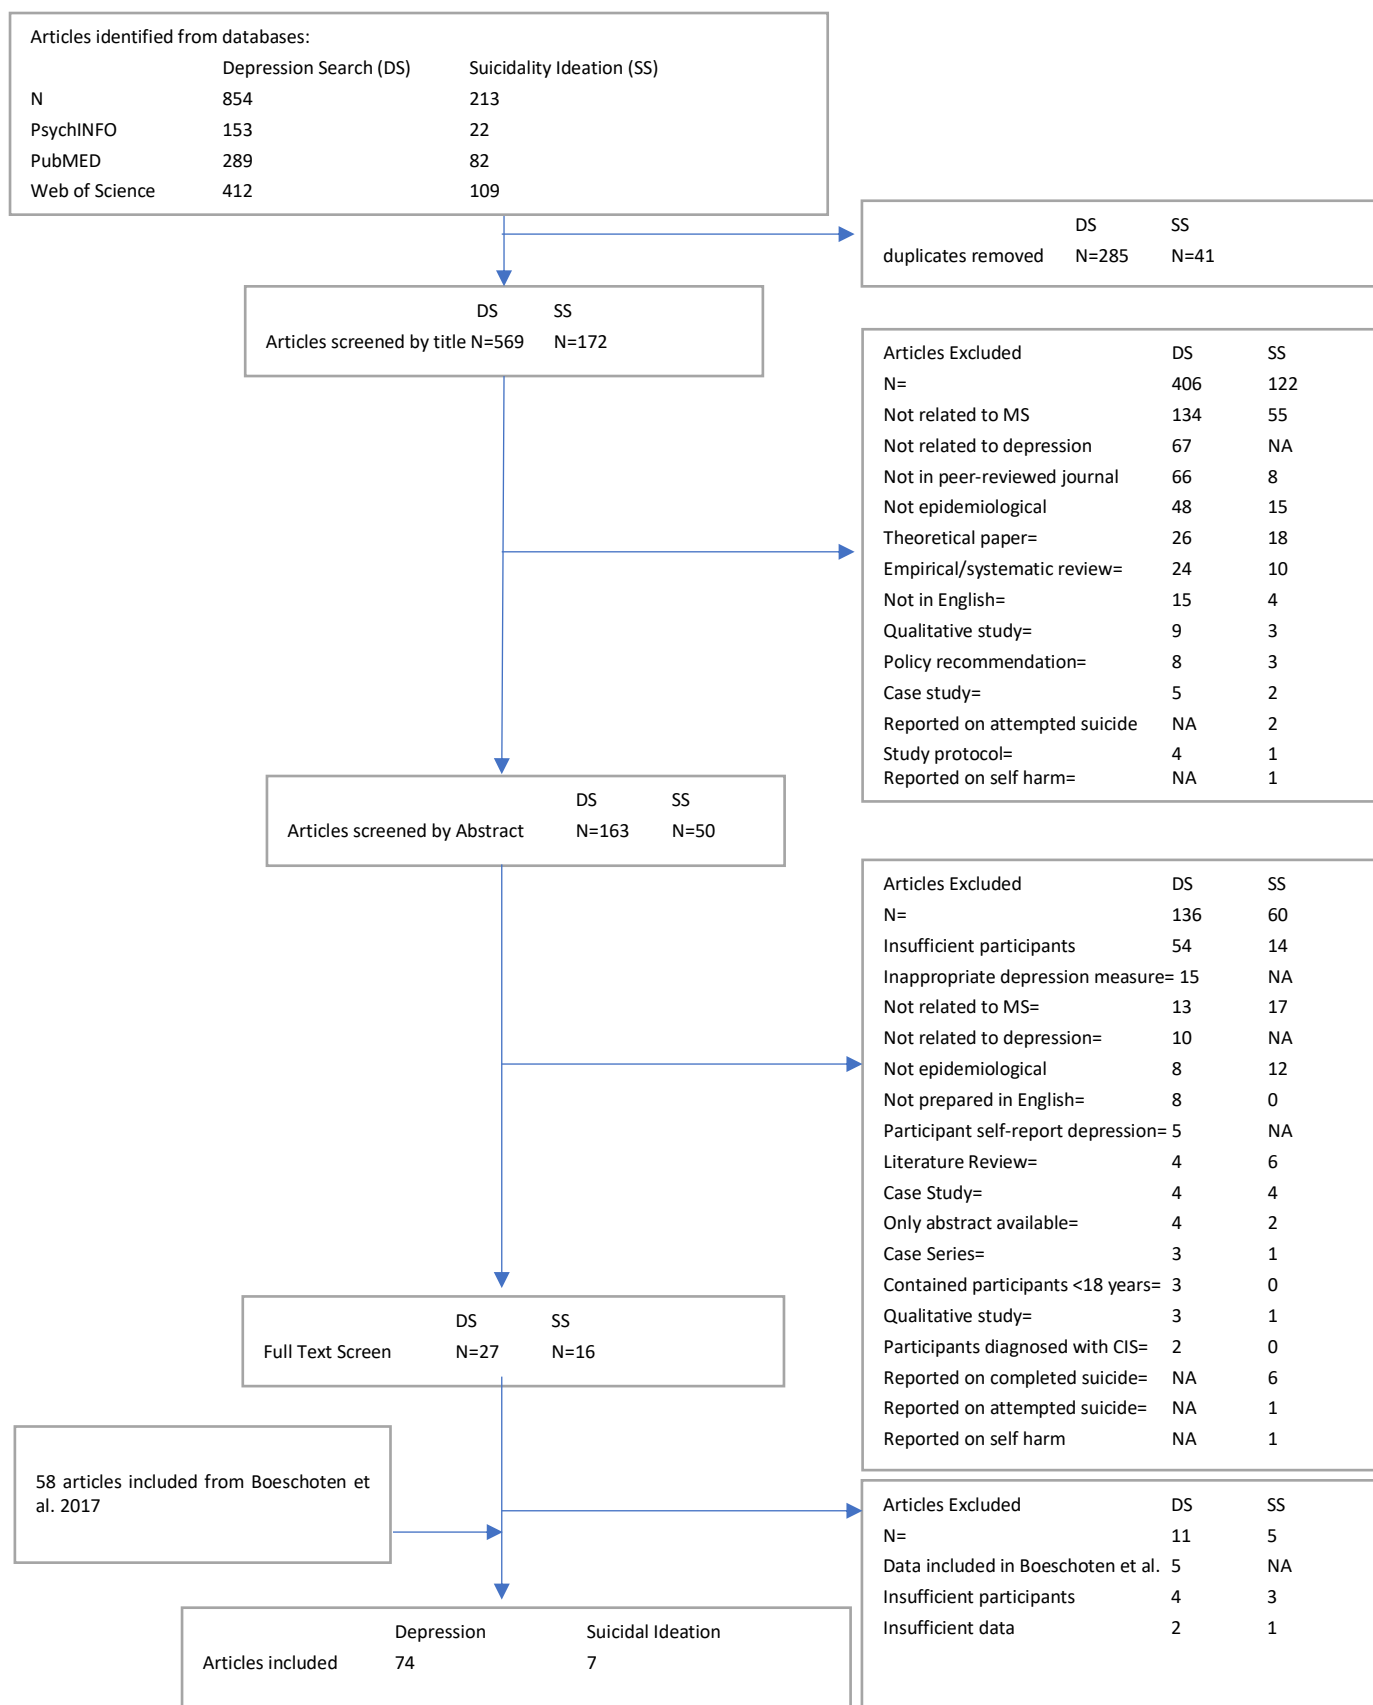 Articles identified from databases:
Depression Search (DS) Suicidality Ideation (SS)
N 854 213
PsychINFO 153 22
PubMED 289 82
Web of Science 412 109
DS SS
duplicates removed N=285 N=41
DS SS
Articles screened by title N=569 N=172
Articles Excluded DS SS
N= 406 122
Not related to MS 134 55
Not related to depression 67 NA
Not in peer-reviewed journal 66 8
Not epidemiological 48 15
Theoretical paper= 26 18
Empirical/systematic review= 24 10
Not in English= 15 4
Qualitative study= 9 3
Policy recommendation= 8 3
Case study= 5 2
Reported on attempted suicide NA 2
Study protocol= 4 1
Reported on self harm= NA 1
DS SS
Articles screened by Abstract N=163 N=50
Articles Excluded DS SS
N= 136 60
Insufficient participants 54 14
Inappropriate depression measure= 15 NA
Not related to MS= 13 17
Not related to depression= 10 NA
Not epidemiological 8 12
Not prepared in English= 8 0
Participant self-report depression= 5 NA
Literature Review= 4 6
Case Study= 4 4
Only abstract available= 4 2
Case Series= 3 1
Contained participants <18 years= 3 0
Qualitative study= 3 1
Participants diagnosed with CIS= 2 0
Reported on completed suicide= NA 6
Reported on attempted suicide= NA 1
Reported on self harm NA 1
DS SS
Full Text Screen N=27 N=16
58 articles included from Boeschoten et
al. 2017
Articles Excluded DS SS
N= 11 5
Data included in Boeschoten et al. 5 NA
Insufficient participants 4 3
Insufficient data 2 1
Depression Suicidal Ideation
Articles included 74 7